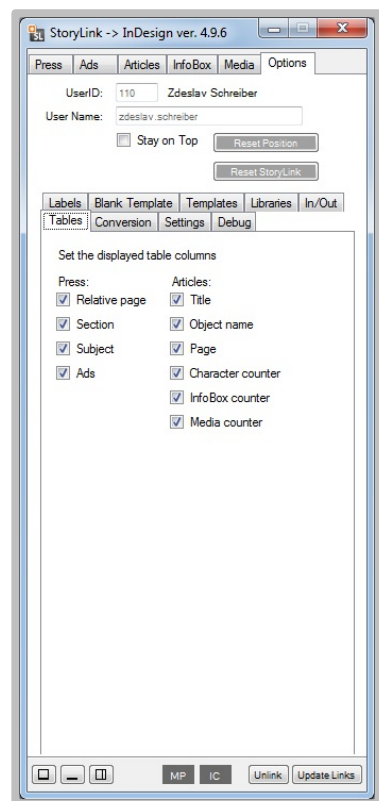 SL StoryLink -> InDesign ver. 4.9.6
Press Ads Articles InfoBox Media Options
UserID: 110 Zdeslav Schreiber
User Name: zdeslav.schreiber
Stay on Top Reset Position
Reset StoryLink
Labels Blank Template Templates Libraries In/Out
Tables Conversion Settings Debug
Set the displayed table columns
Press: Articles:
Relative page Title
Section Object name
Subject Page
Ads Character counter
InfoBox counter
Media counter
MP IC Unlink Update Links